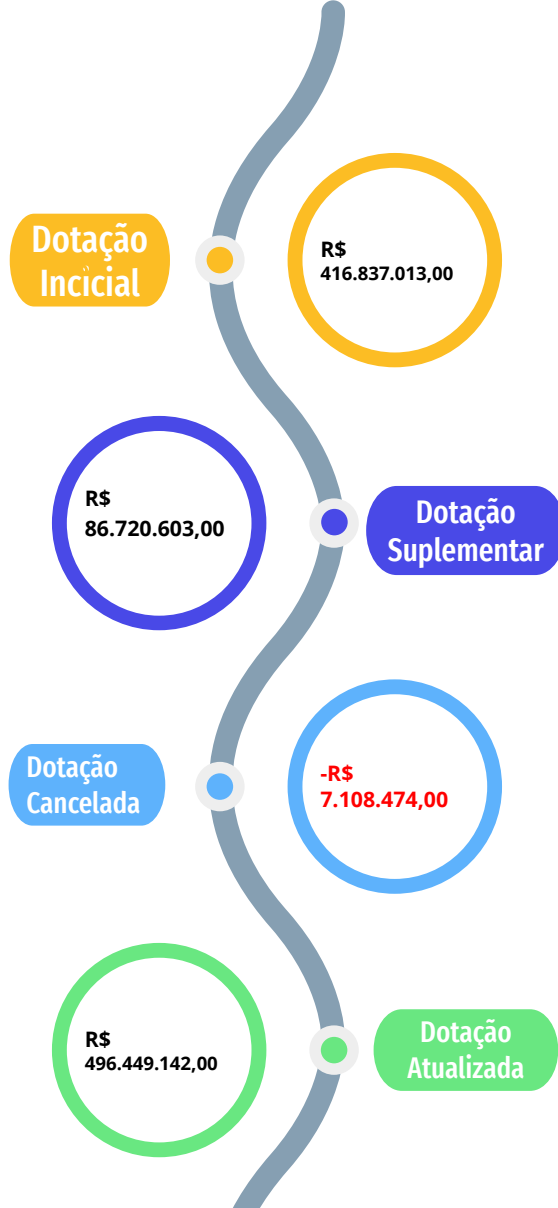 Dotação
Incicial
R$
416.837.013,00
R$
86.720.603,00
Dotação
Suplementar
Dotação
Cancelada
-R$
7.108.474,00
R$
496.449.142,00
Dotação
Atualizada